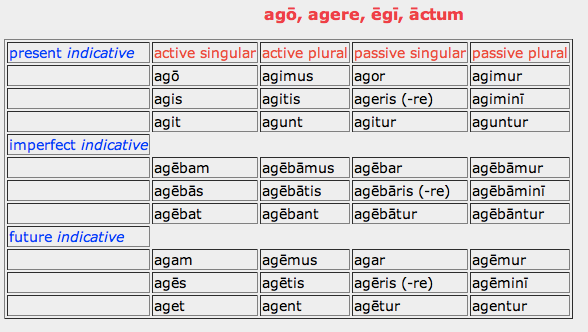 agō, agere, ēgī, āctum
present indicative active singular active plural passive singular passive plural
agō agimus agor agimur
agis agitis ageris (-re) agiminī
agit agunt agitur aguntur
imperfect indicative
agēbam agēbāmus agēbar agēbāmur
agēbās agēbātis agēbāris (-re) agēbāminī
agēbat agēbant agēbātur agēbāntur
future indicative
agam agēmus agar agēmur
agēs agētis agēris (-re) agēminī
aget agent agētur agentur